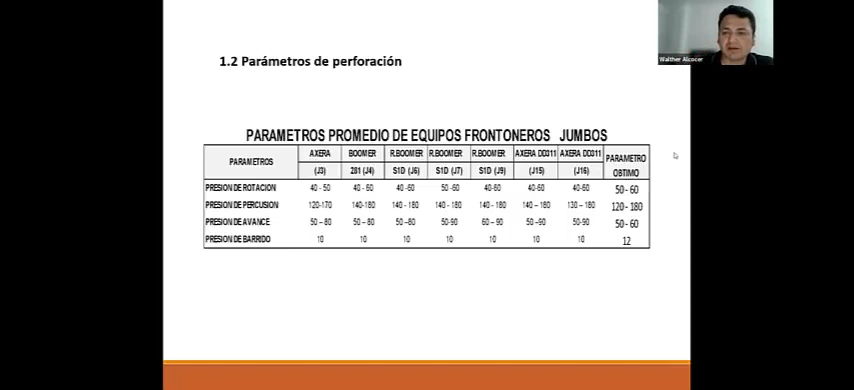 Walther Alcocer
1.2 Parámetros de perforación
PARAMETROS PROMEDIO DE EQUIPOS FRONTONEROS JUMBOS
PARAMETROS AXERA BOOMER R.BOOMER R.BOOMER R.BOOMER AXERA DD311 AXERA DD311 PARAMETRO OBTIMO
(J3) 281 (J4) S1D (J6) S1D (J7) S1D (J9) (J15) (J16)
PRESION DE ROTACION 40 - 50 40 - 60 40 -60 50 -60 40-60 40-60 40-60 50 - 60
PRESION DE PERCUSION 120-170 140-180 140 - 180 140 - 180 140 - 180 140 – 180 130 – 180 120 - 180
PRESION DE AVANCE 50 – 80 50 – 80 50 –80 50-90 60 – 90 50 –90 50-90 50 - 60
PRESION DE BARRIDO 10 10 10 10 10 10 10 12